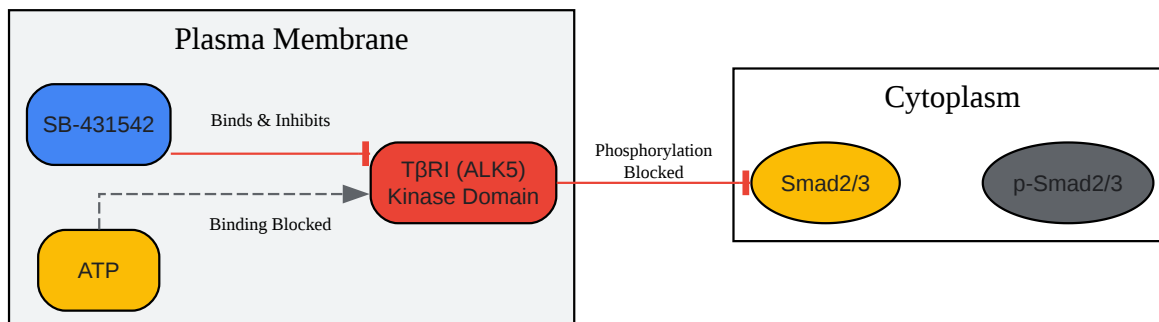 Plasma Membrane
SB-431542
Binds & Inhibits
TβRI (ALK5)
Kinase Domain
Binding Blocked
ATP
Phosphorylation
Blocked
Cytoplasm
Smad2/3
p-Smad2/3